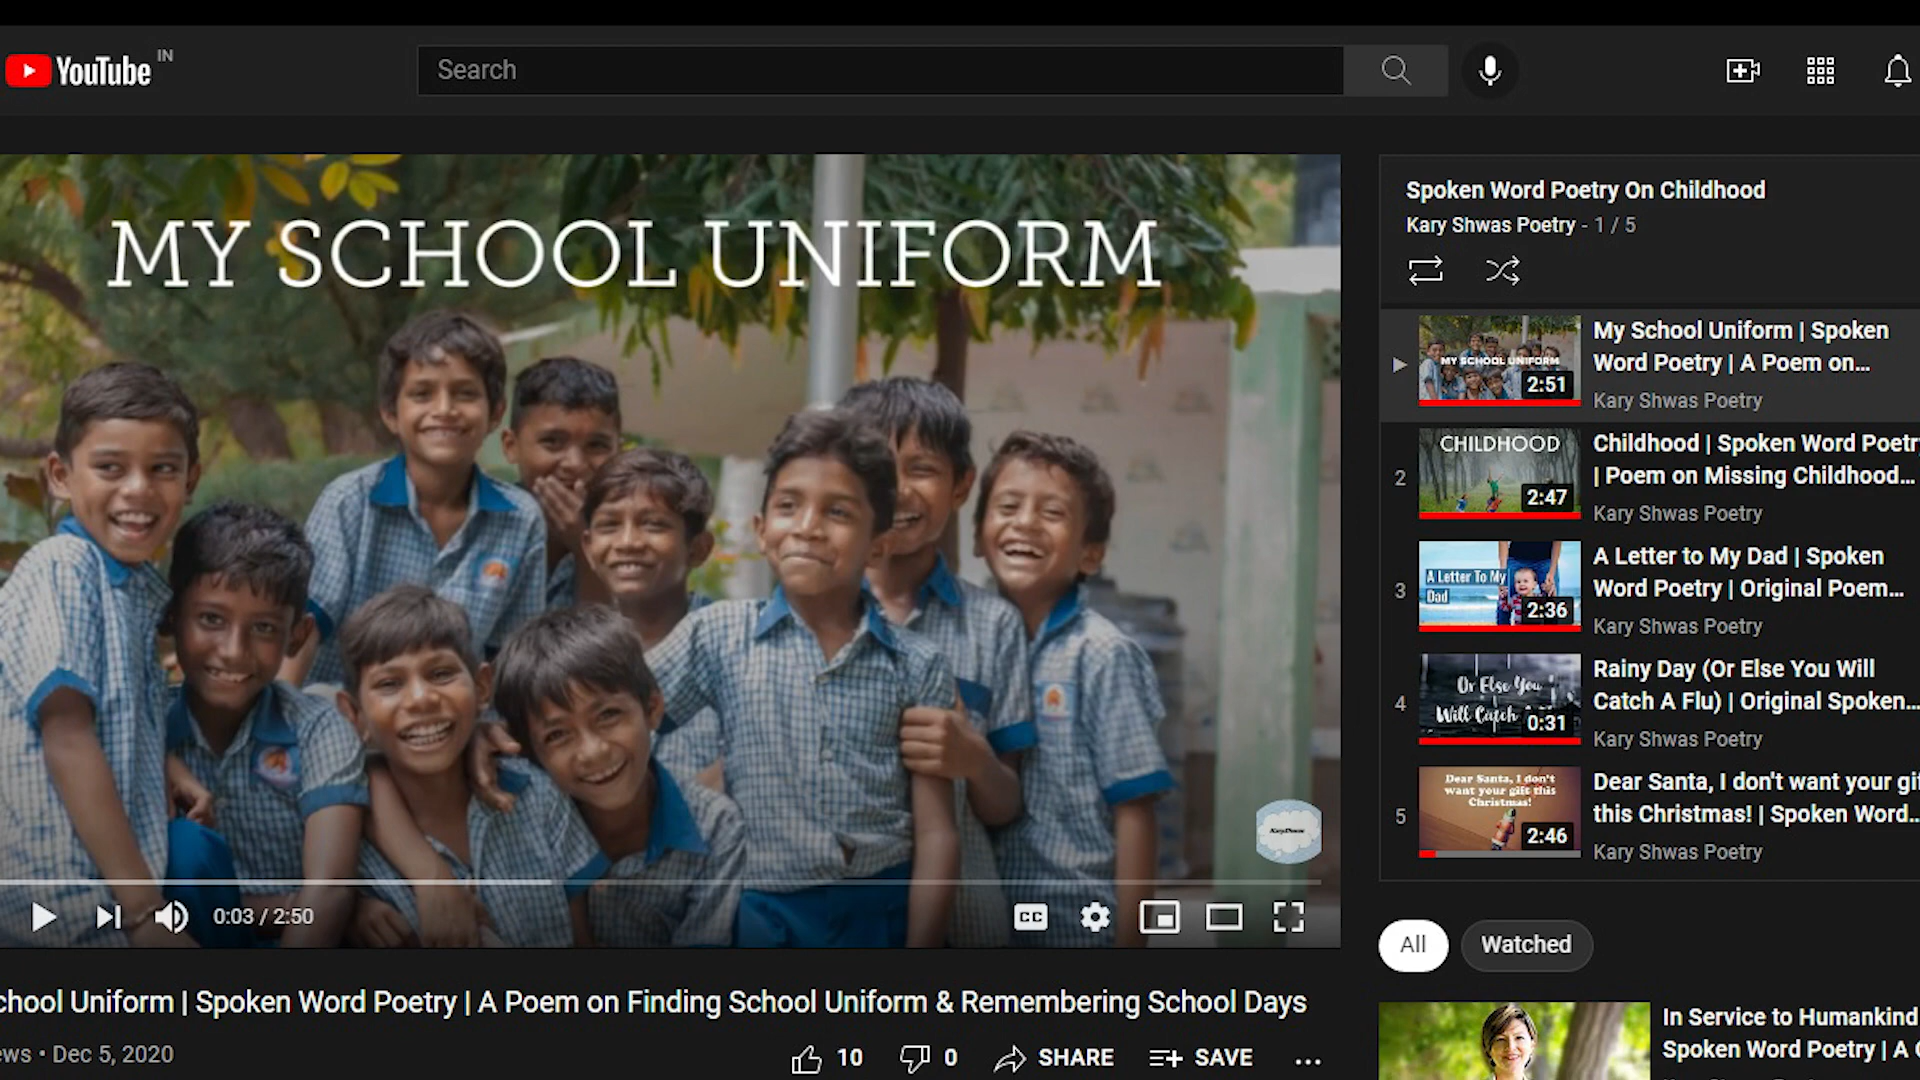 YouTube IN
Search
MY SCHOOL UNIFORM
0:03 / 2:50
CC
chool Uniform | Spoken Word Poetry | A Poem on Finding School Uniform & Remembering School Days
ews • Dec 5, 2020
10
0
SHARE
SAVE
Spoken Word Poetry On Childhood
Kary Shwas Poetry - 1 / 5
MY SCHOOL UNIFORM
2:51
My School Uniform | Spoken
Word Poetry | A Poem on...
Kary Shwas Poetry
2
CHILDHOOD
2:47
Childhood | Spoken Word Poetry
| Poem on Missing Childhood...
Kary Shwas Poetry
3
A Letter To My
Dad
2:36
A Letter to My Dad | Spoken
Word Poetry | Original Poem...
Kary Shwas Poetry
4
Or Else You
Will Catch
0:31
Rainy Day (Or Else You Will
Catch A Flu) | Original Spoken...
Kary Shwas Poetry
5
Dear Santa, I don't
want your gift this
Christmas!
2:46
Dear Santa, I don't want your gif
this Christmas! | Spoken Word...
Kary Shwas Poetry
All
Watched
In Service to Humankind
Spoken Word Poetry | A